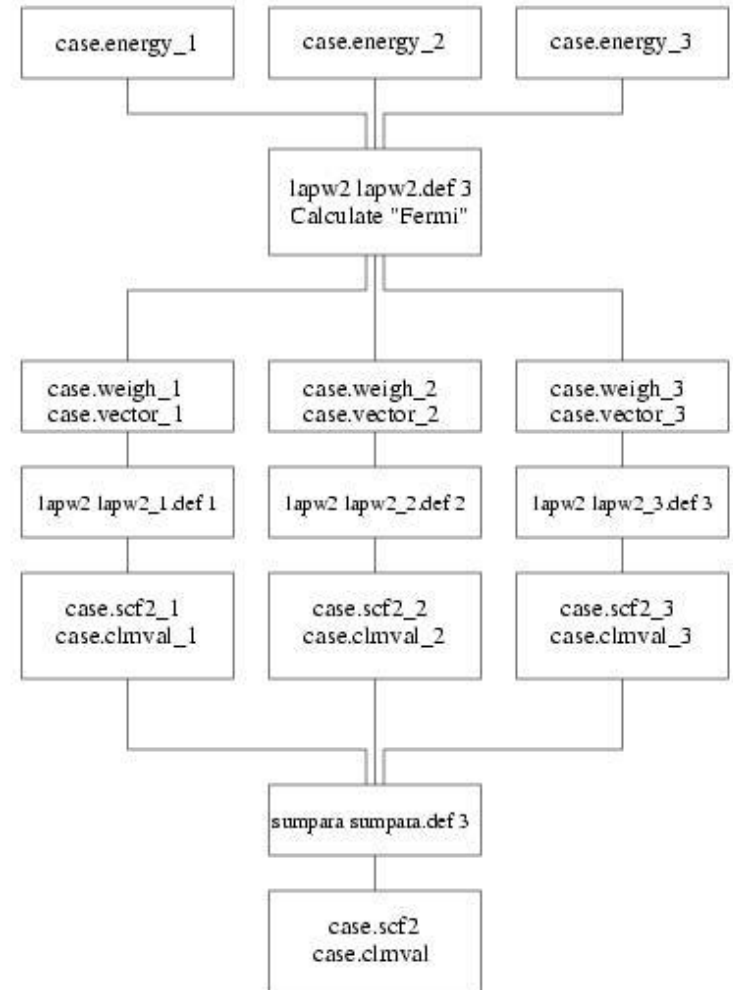 case.energy_1
case.energy_2
case.energy_3
lapw2 lapw2.def 3
Calculate "Fermi"
case.weigh_1
case.vector_1
case.weigh_2
case.vector_2
case.weigh_3
case.vector_3
lapw2 lapw2_1.def 1
lapw2 lapw2_2.def 2
lapw2 lapw2_3.def 3
case.scf2_1
case.clmval_1
case.scf2_2
case.clmval_2
case.scf2_3
case.clmval_3
sumpara sumpara.def 3
case.scf2
case.clmval